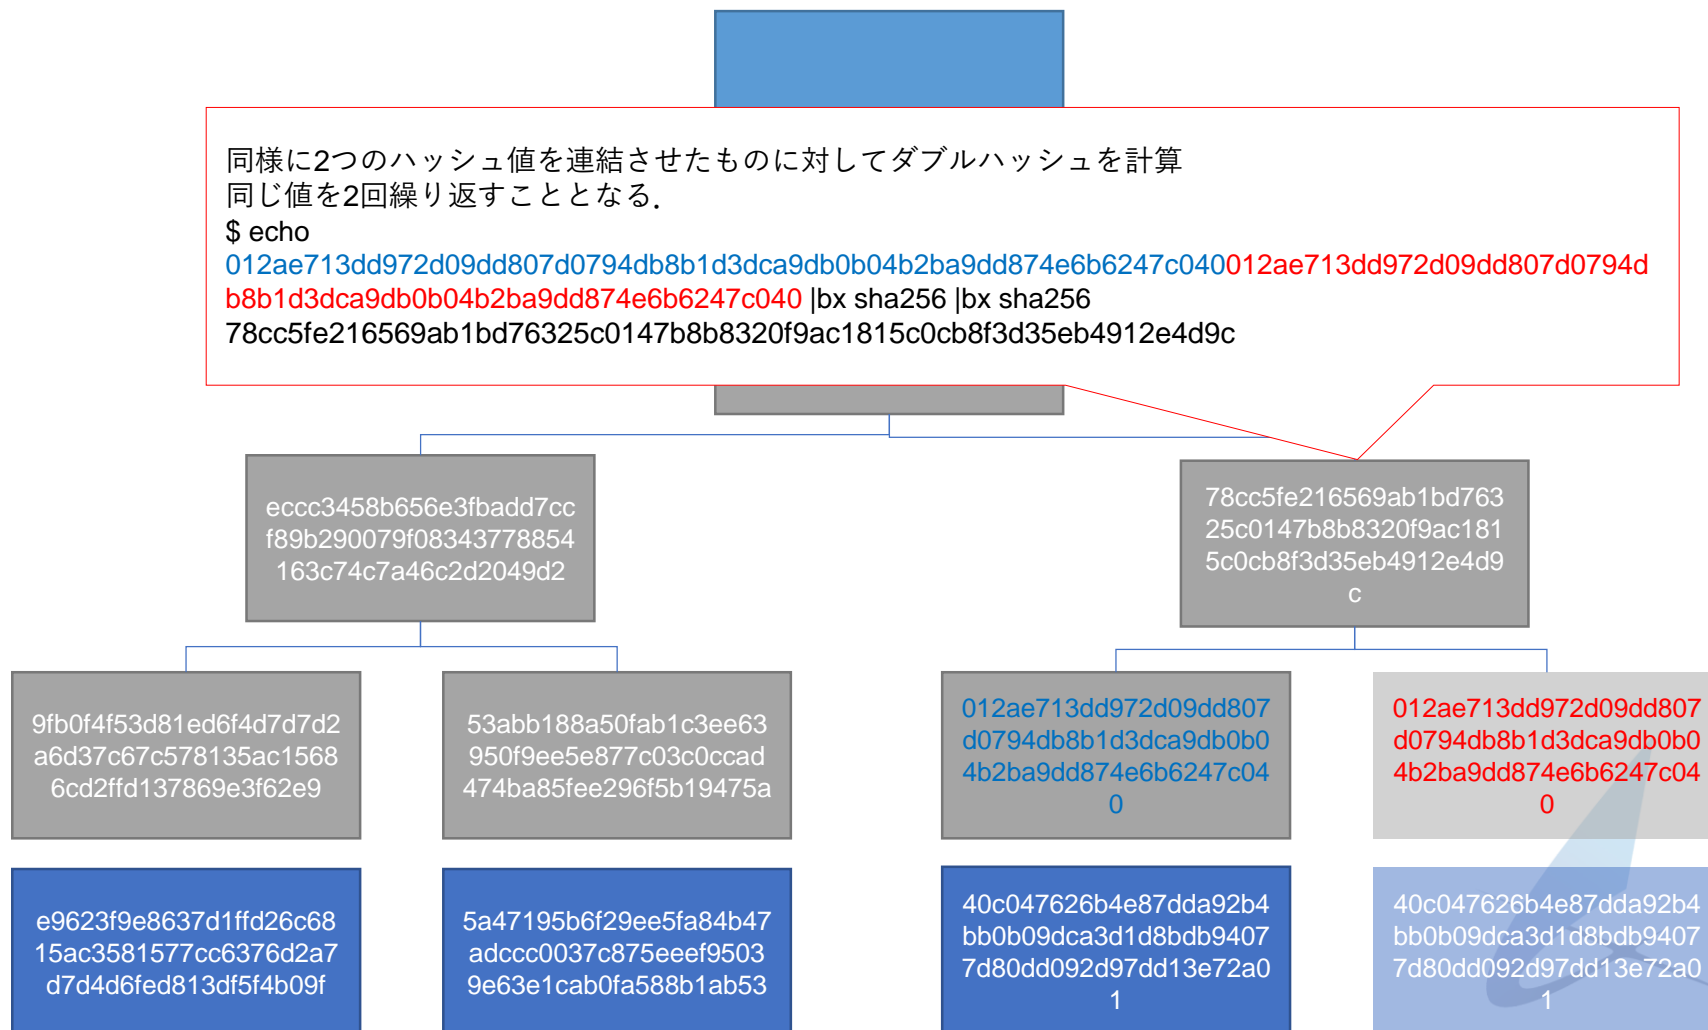 同様に2つのハッシュ値を連結させたものに対してダブルハッシュを計算
同じ値を2回繰り返すこととなる.
$ echo
012ae713dd972d09dd807d0794db8b1d3dca9db0b04b2ba9dd874e6b6247c040012ae713dd972d09dd807d0794d
b8b1d3dca9db0b04b2ba9dd874e6b6247c040 |bx sha256 |bx sha256
78cc5fe216569ab1bd76325c0147b8b8320f9ac1815c0cb8f3d35eb4912e4d9c
eccc3458b656e3fbadd7cc
f89b290079f08343778854
163c74c7a46c2d2049d2
78cc5fe216569ab1bd763
25c0147b8b8320f9ac181
5c0cb8f3d35eb4912e4d9
c
9fb0f4f53d81ed6f4d7d7d2
a6d37c67c578135ac1568
6cd2ffd137869e3f62e9
53abb188a50fab1c3ee63
950f9ee5e877c03c0ccad
474ba85fee296f5b19475a
012ae713dd972d09dd807
d0794db8b1d3dca9db0b0
4b2ba9dd874e6b6247c04
0
012ae713dd972d09dd807
d0794db8b1d3dca9db0b0
4b2ba9dd874e6b6247c04
0
e9623f9e8637d1ffd26c68
15ac3581577cc6376d2a7
d7d4d6fed813df5f4b09f
5a47195b6f29ee5fa84b47
adccc0037c875eeef9503
9e63e1cab0fa588b1ab53
40c047626b4e87dda92b4
bb0b09dca3d1d8bdb9407
7d80dd092d97dd13e72a0
1
40c047626b4e87dda92b4
bb0b09dca3d1d8bdb9407
7d80dd092d97dd13e72a0
1